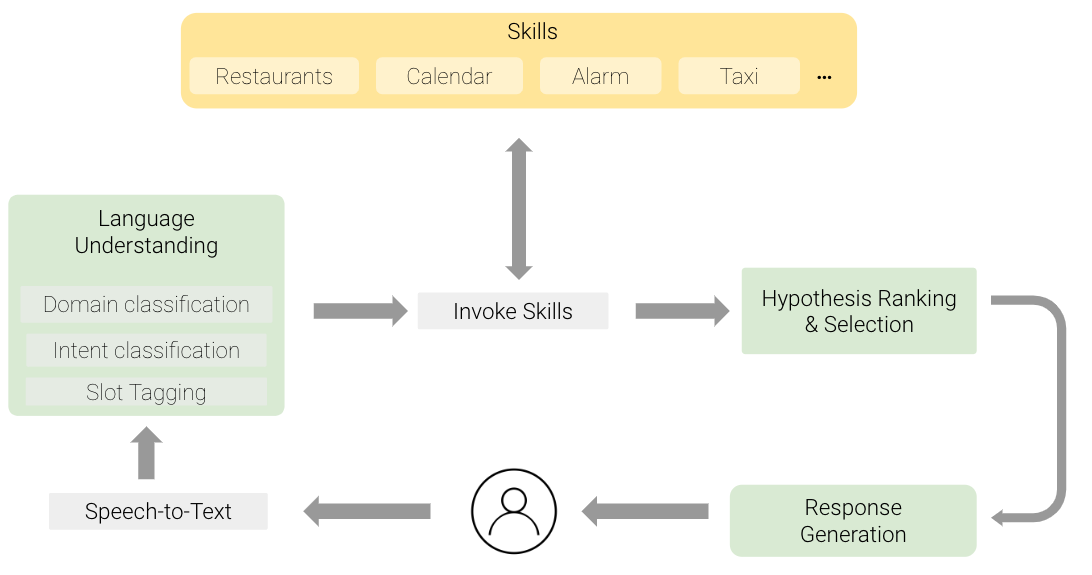 Skills
Restaurants
Calendar
Alarm
Taxi
...
Language
Understanding
Domain classification
Intent classification
Slot Tagging
Invoke Skills
Hypothesis Ranking
& Selection
Speech-to-Text
Response
Generation